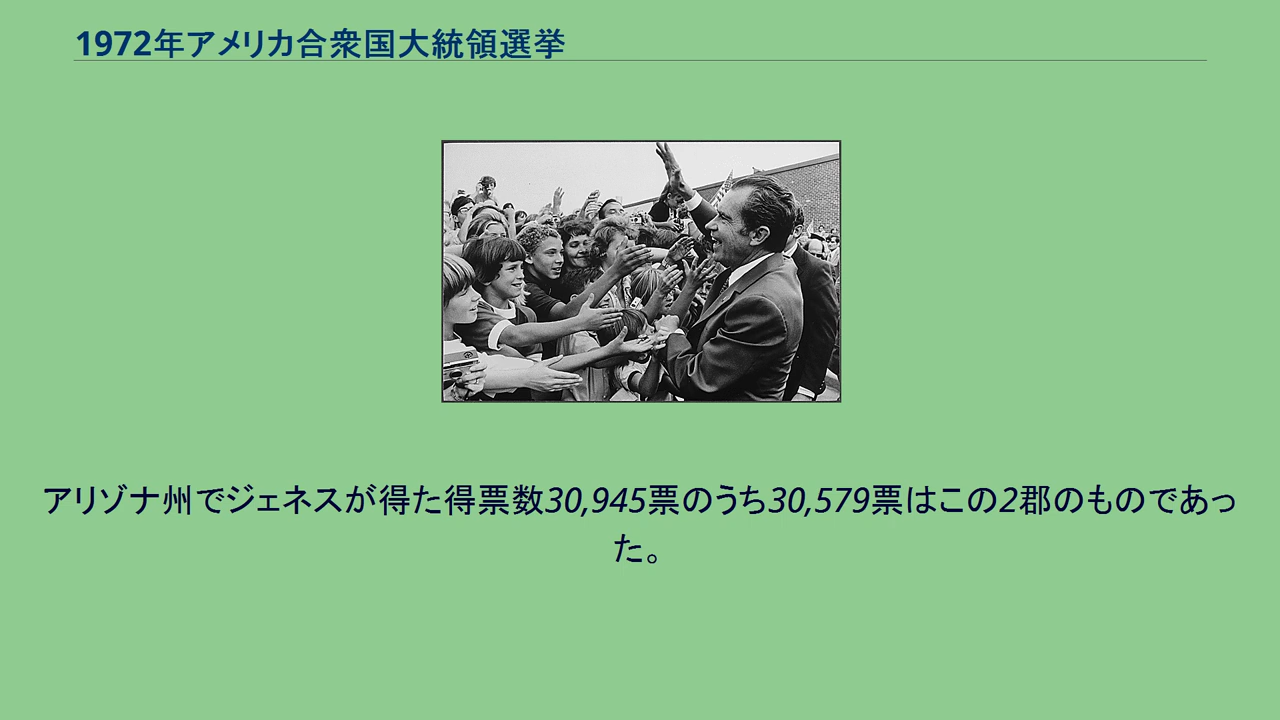 1972年アメリカ合衆国大統領選挙
アリゾナ州でジェネスが得た得票数30,945票のうち30,579票はこの2郡のものであっ
た。